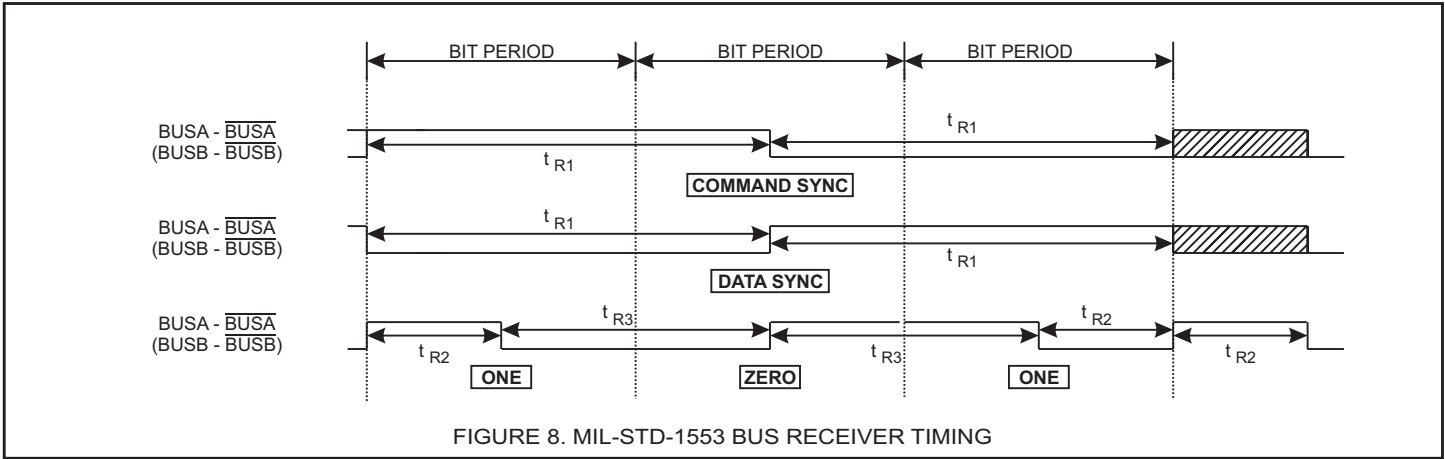 BIT PERIOD BIT PERIOD BIT PERIOD
BUSA - BUSA
(BUSB - BUSB)
t R1
t R1
COMMAND SYNC
BUSA - BUSA
(BUSB - BUSB)
t R1
t R1
DATA SYNC
BUSA - BUSA
(BUSB - BUSB)
t R2 t R3 t R3 t R2 t R2
ONE ZERO ONE
FIGURE 8. MIL-STD-1553 BUS RECEIVER TIMING